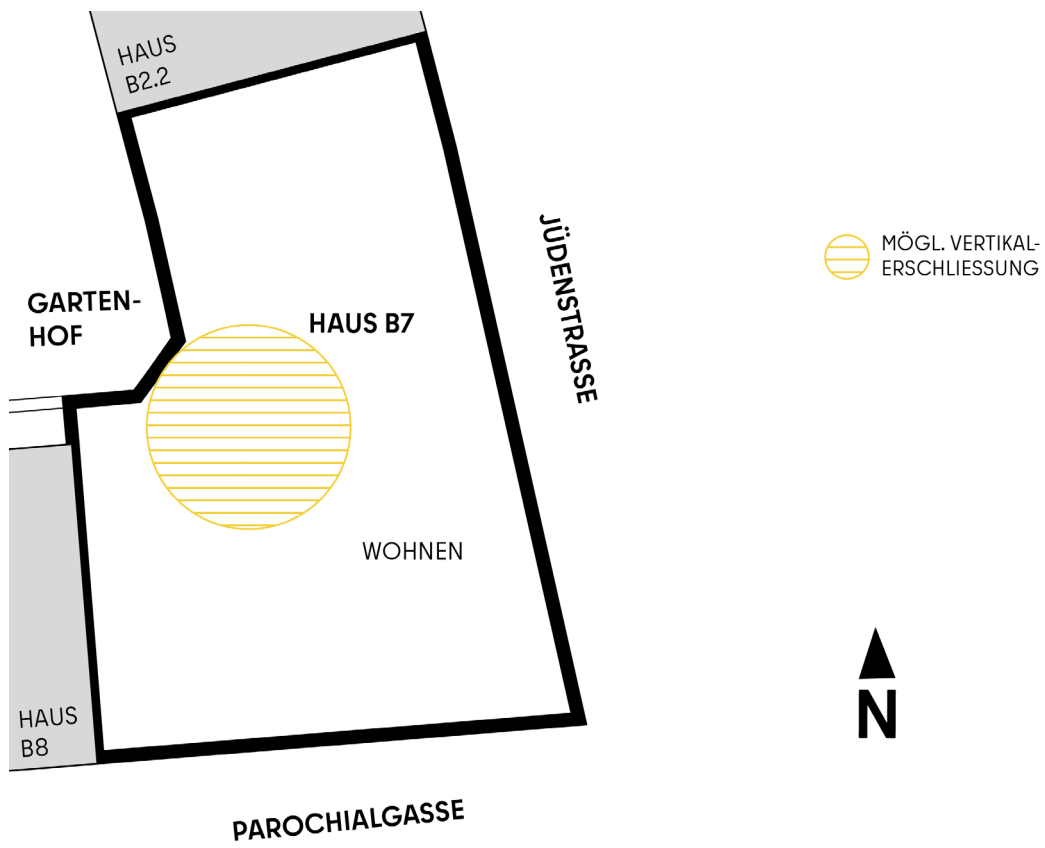 HAUS
B2.2
JÜDENSTRASSE
MÖGL. VERTIKAL-
ERSCHLIESSUNG
GARTEN-
HOF
HAUS B7
WOHNEN
HAUS
B8
N
PAROCHIALGASSE